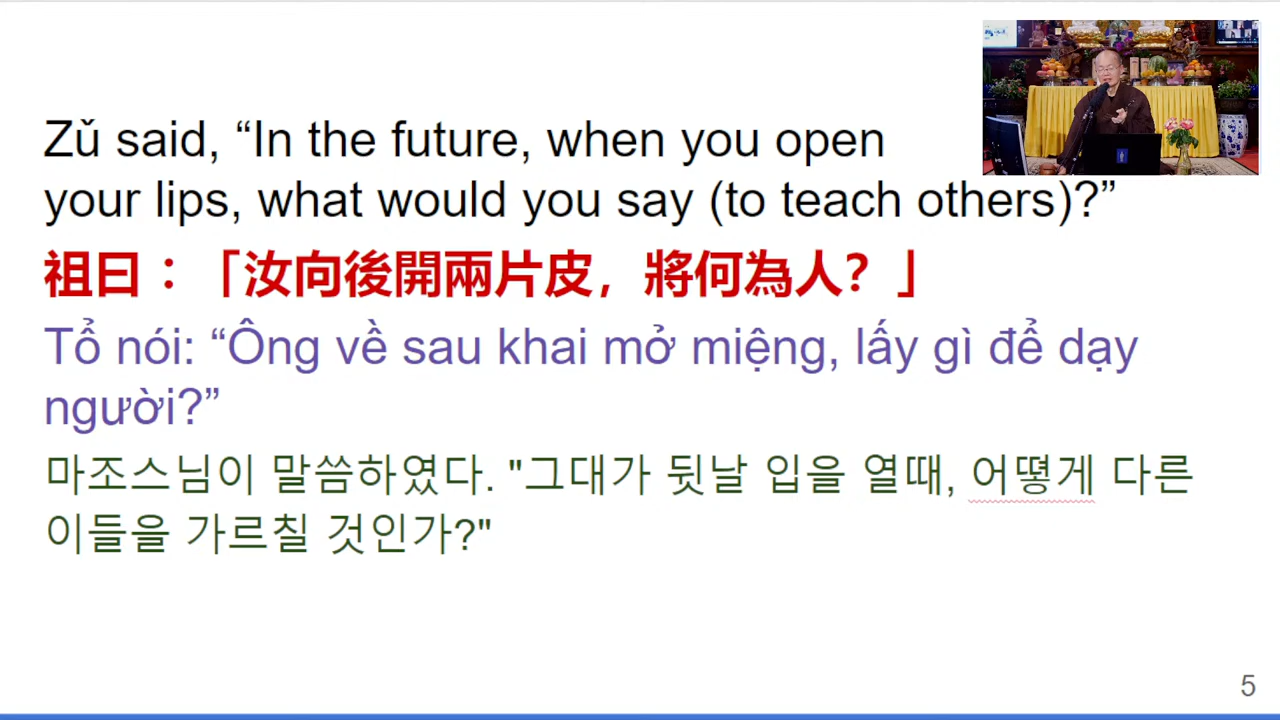 Zǔ said, “In the future, when you open
your lips, what would you say (to teach others)?”
祖曰：「汝向後開兩片皮，將何為人？」
Tổ nói: “Ông về sau khai mở miệng, lấy gì để dạy
người?”
마조스님이 말씀하였다. "그대가 뒷날 입을 열때, 어떻게 다른
이들을 가르칠 것인가?"
5